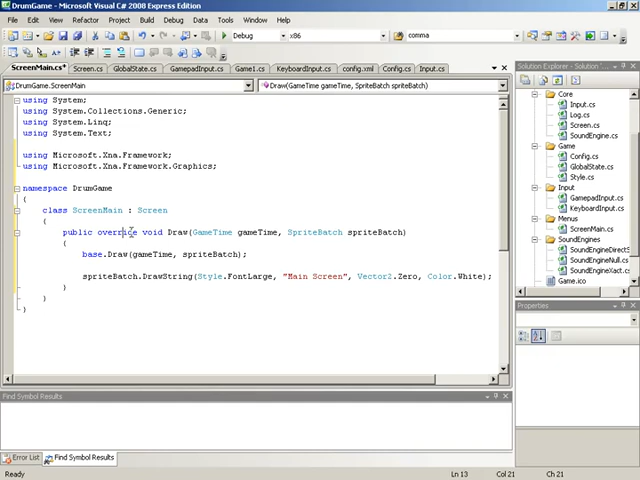 DrumGame - Microsoft Visual C# 2008 Express Edition
File Edit View Refactor Project Build Debug Data Tools Window Help
Debug x86 comma
ScreenMain.cs* Screen.cs GlobalState.cs GamepadInput.cs Game1.cs KeyboardInput.cs config.xml Config.cs Input.cs
DrumGame.ScreenMain Draw(GameTime gameTime, SpriteBatch spriteBatch)
using System;
using System.Collections.Generic;
using System.Linq;
using System.Text;
using Microsoft.Xna.Framework;
using Microsoft.Xna.Framework.Graphics;
namespace DrumGame
{
class ScreenMain : Screen
{
public override void Draw(GameTime gameTime, SpriteBatch spriteBatch)
{
base.Draw(gameTime, spriteBatch);
spriteBatch.DrawString(Style.FontLarge, "Main Screen", Vector2.Zero, Color.White);
}
}
}
Solution Explorer - Solution '
Core
Input.cs
Log.cs
Screen.cs
SoundEngine.cs
Game
Config.cs
GlobalState.cs
Style.cs
Input
GamepadInput.cs
KeyboardInput.cs
Menus
ScreenMain.cs
SoundEngines
SoundEngineNull.cs
SoundEngineXact.cs
Game.ico
Properties
Find Symbol Results
Error List Find Symbol Results
Ready Ln 13 Col 21 Ch 21